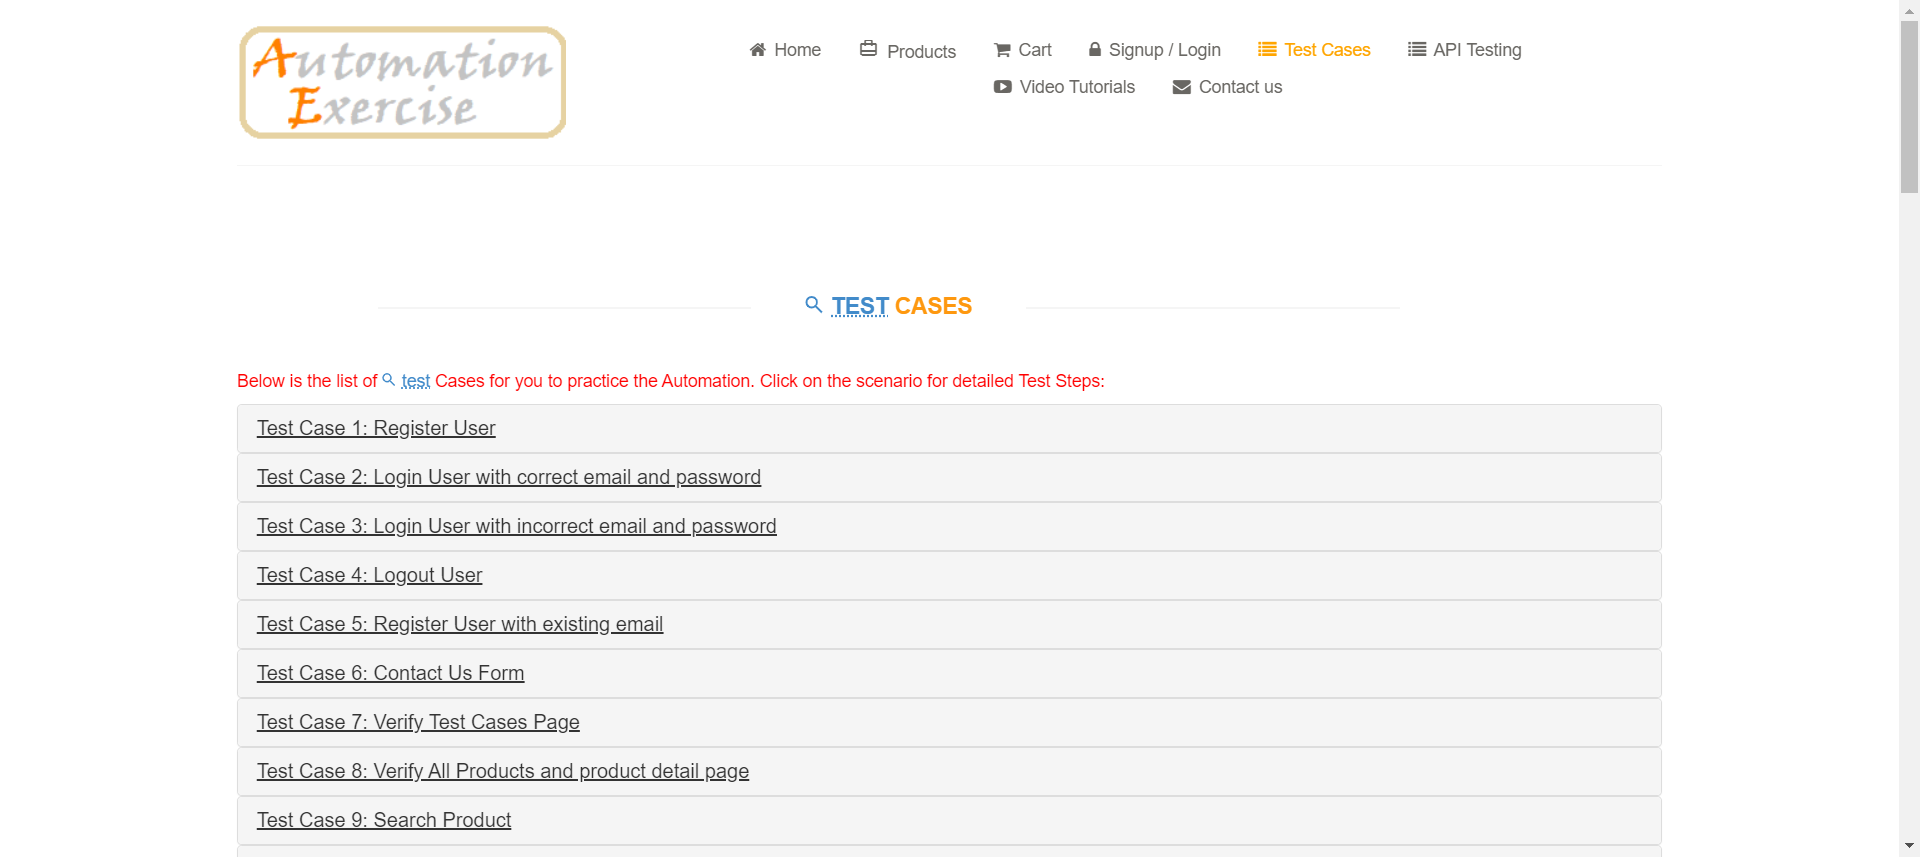 Automation
Exercise
Home Products Cart Signup / Login Test Cases API Testing
Video Tutorials Contact us
TEST CASES
Below is the list of test Cases for you to practice the Automation. Click on the scenario for detailed Test Steps:
Test Case 1: Register User
Test Case 2: Login User with correct email and password
Test Case 3: Login User with incorrect email and password
Test Case 4: Logout User
Test Case 5: Register User with existing email
Test Case 6: Contact Us Form
Test Case 7: Verify Test Cases Page
Test Case 8: Verify All Products and product detail page
Test Case 9: Search Product